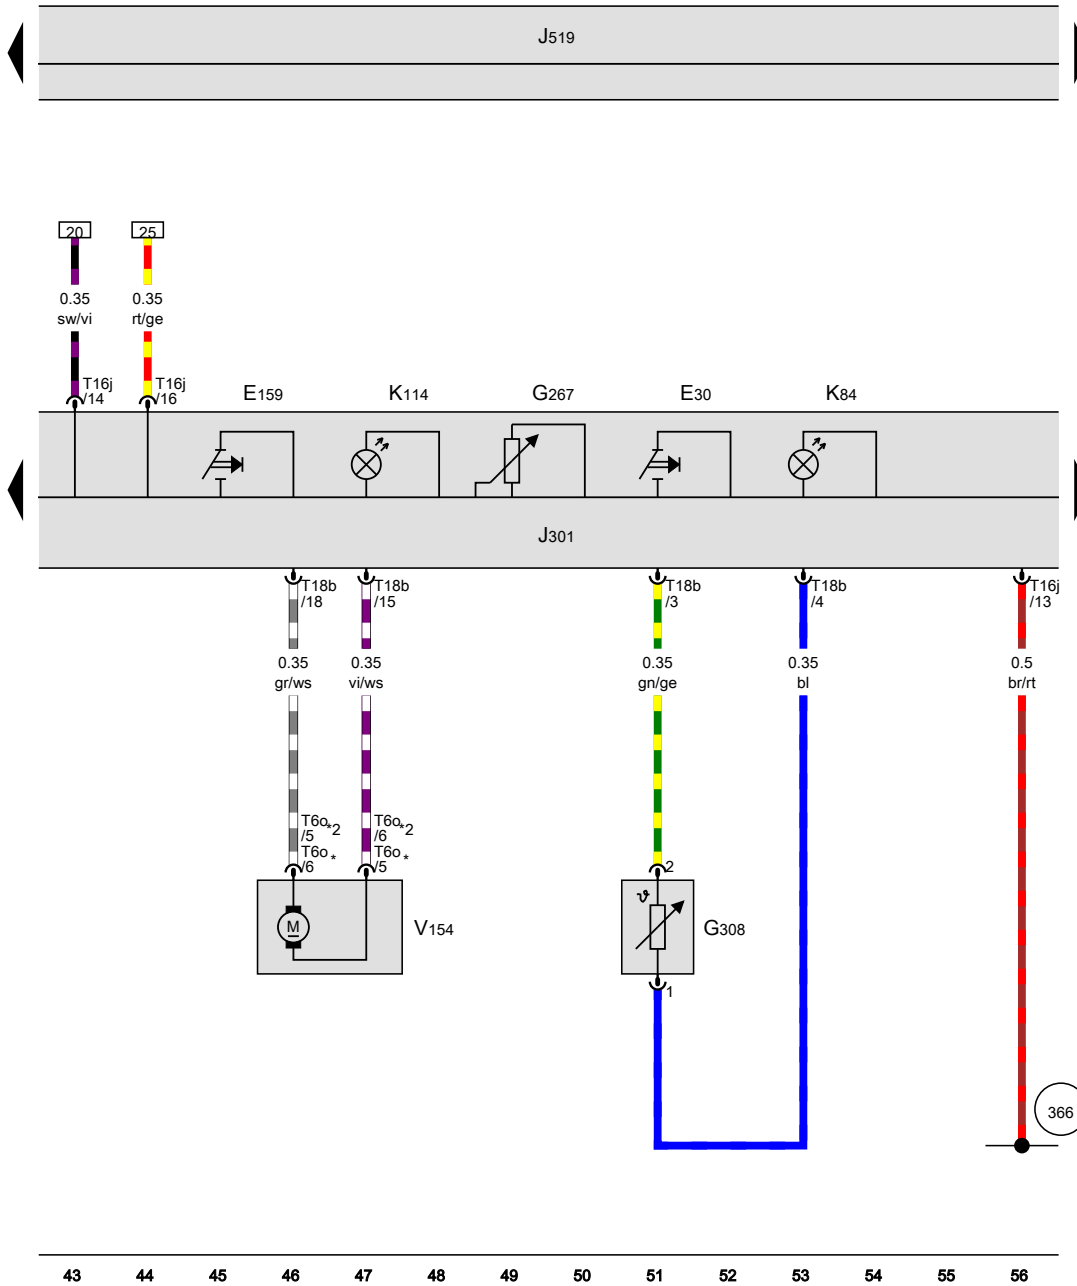 J519
20 25
0.35 0.35
sw/vi rt/ge
T16j T16j
/14 /16
E159 K114 G267 E30 K84
J301
T18b T18b T18b T18b T16j
/18 /15 /3 /4 /13
0.35 0.35 0.35 0.35 0.5
gr/ws vi/ws gn/ge bl br/rt
T6o*2 T6o*2
/5 /6
T6o* T6o*
/6 /5
2
ϑ
M
V154
G308
1
366
43 44 45 46 47 48 49 50 51 52 53 54 55 56